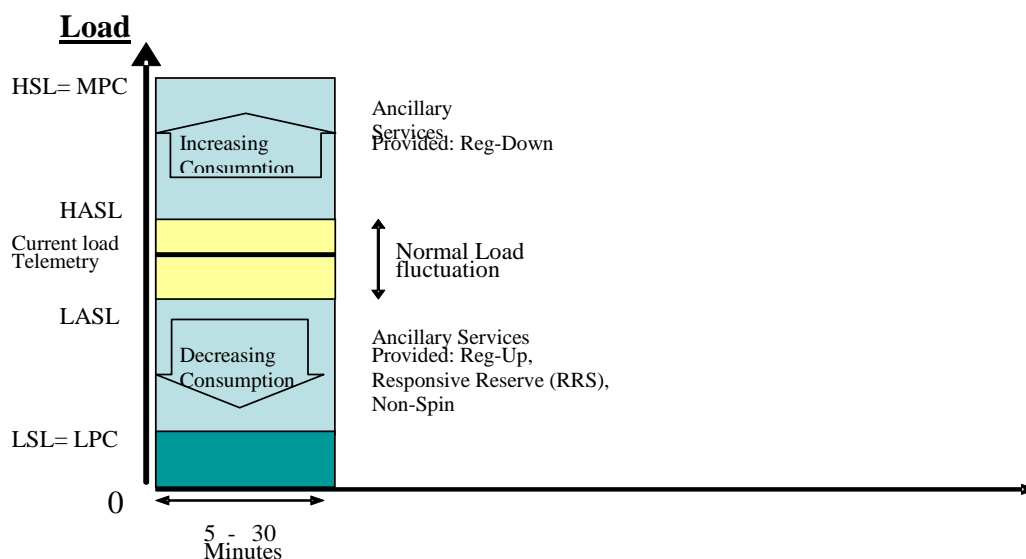 Load
HSL= MPC
Ancillary
Services
Provided: Reg-Down
Increasing
Consumption
HASL
Current load
Telemetry
Normal Load
fluctuation
LASL
Ancillary Services
Provided: Reg-Up,
Responsive Reserve (RRS),
Non-Spin
Decreasing
Consumption
LSL= LPC
0
5 - 30
Minutes